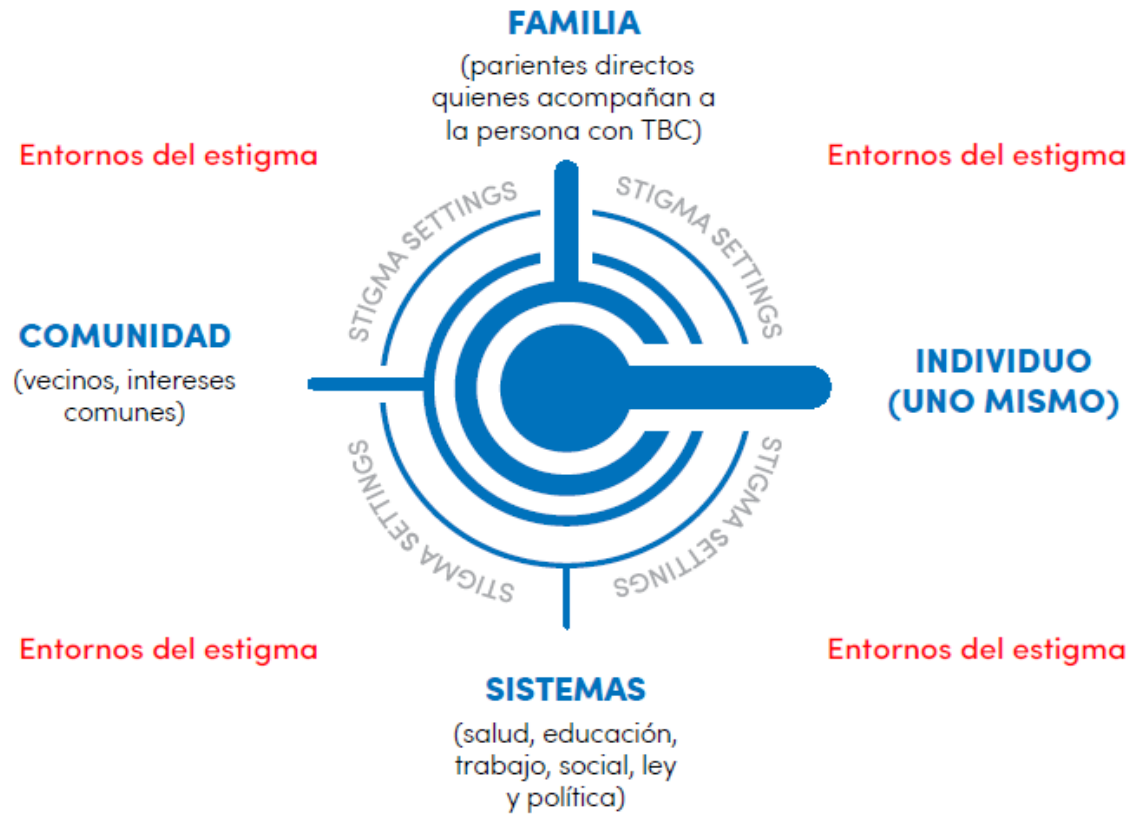 FAMILIA
(parientes directos
quienes acompañan a
la persona con TBC)
Entornos del estigma
Entornos del estigma
STIGMA SETTINGS
STIGMA SETTINGS
COMUNIDAD
(vecinos, intereses
comunes)
INDIVIDUO
(UNO MISMO)
STIGMA SETTINGS
STIGMA SETTINGS
Entornos del estigma
Entornos del estigma
SISTEMAS
(salud, educación,
trabajo, social, ley
y política)